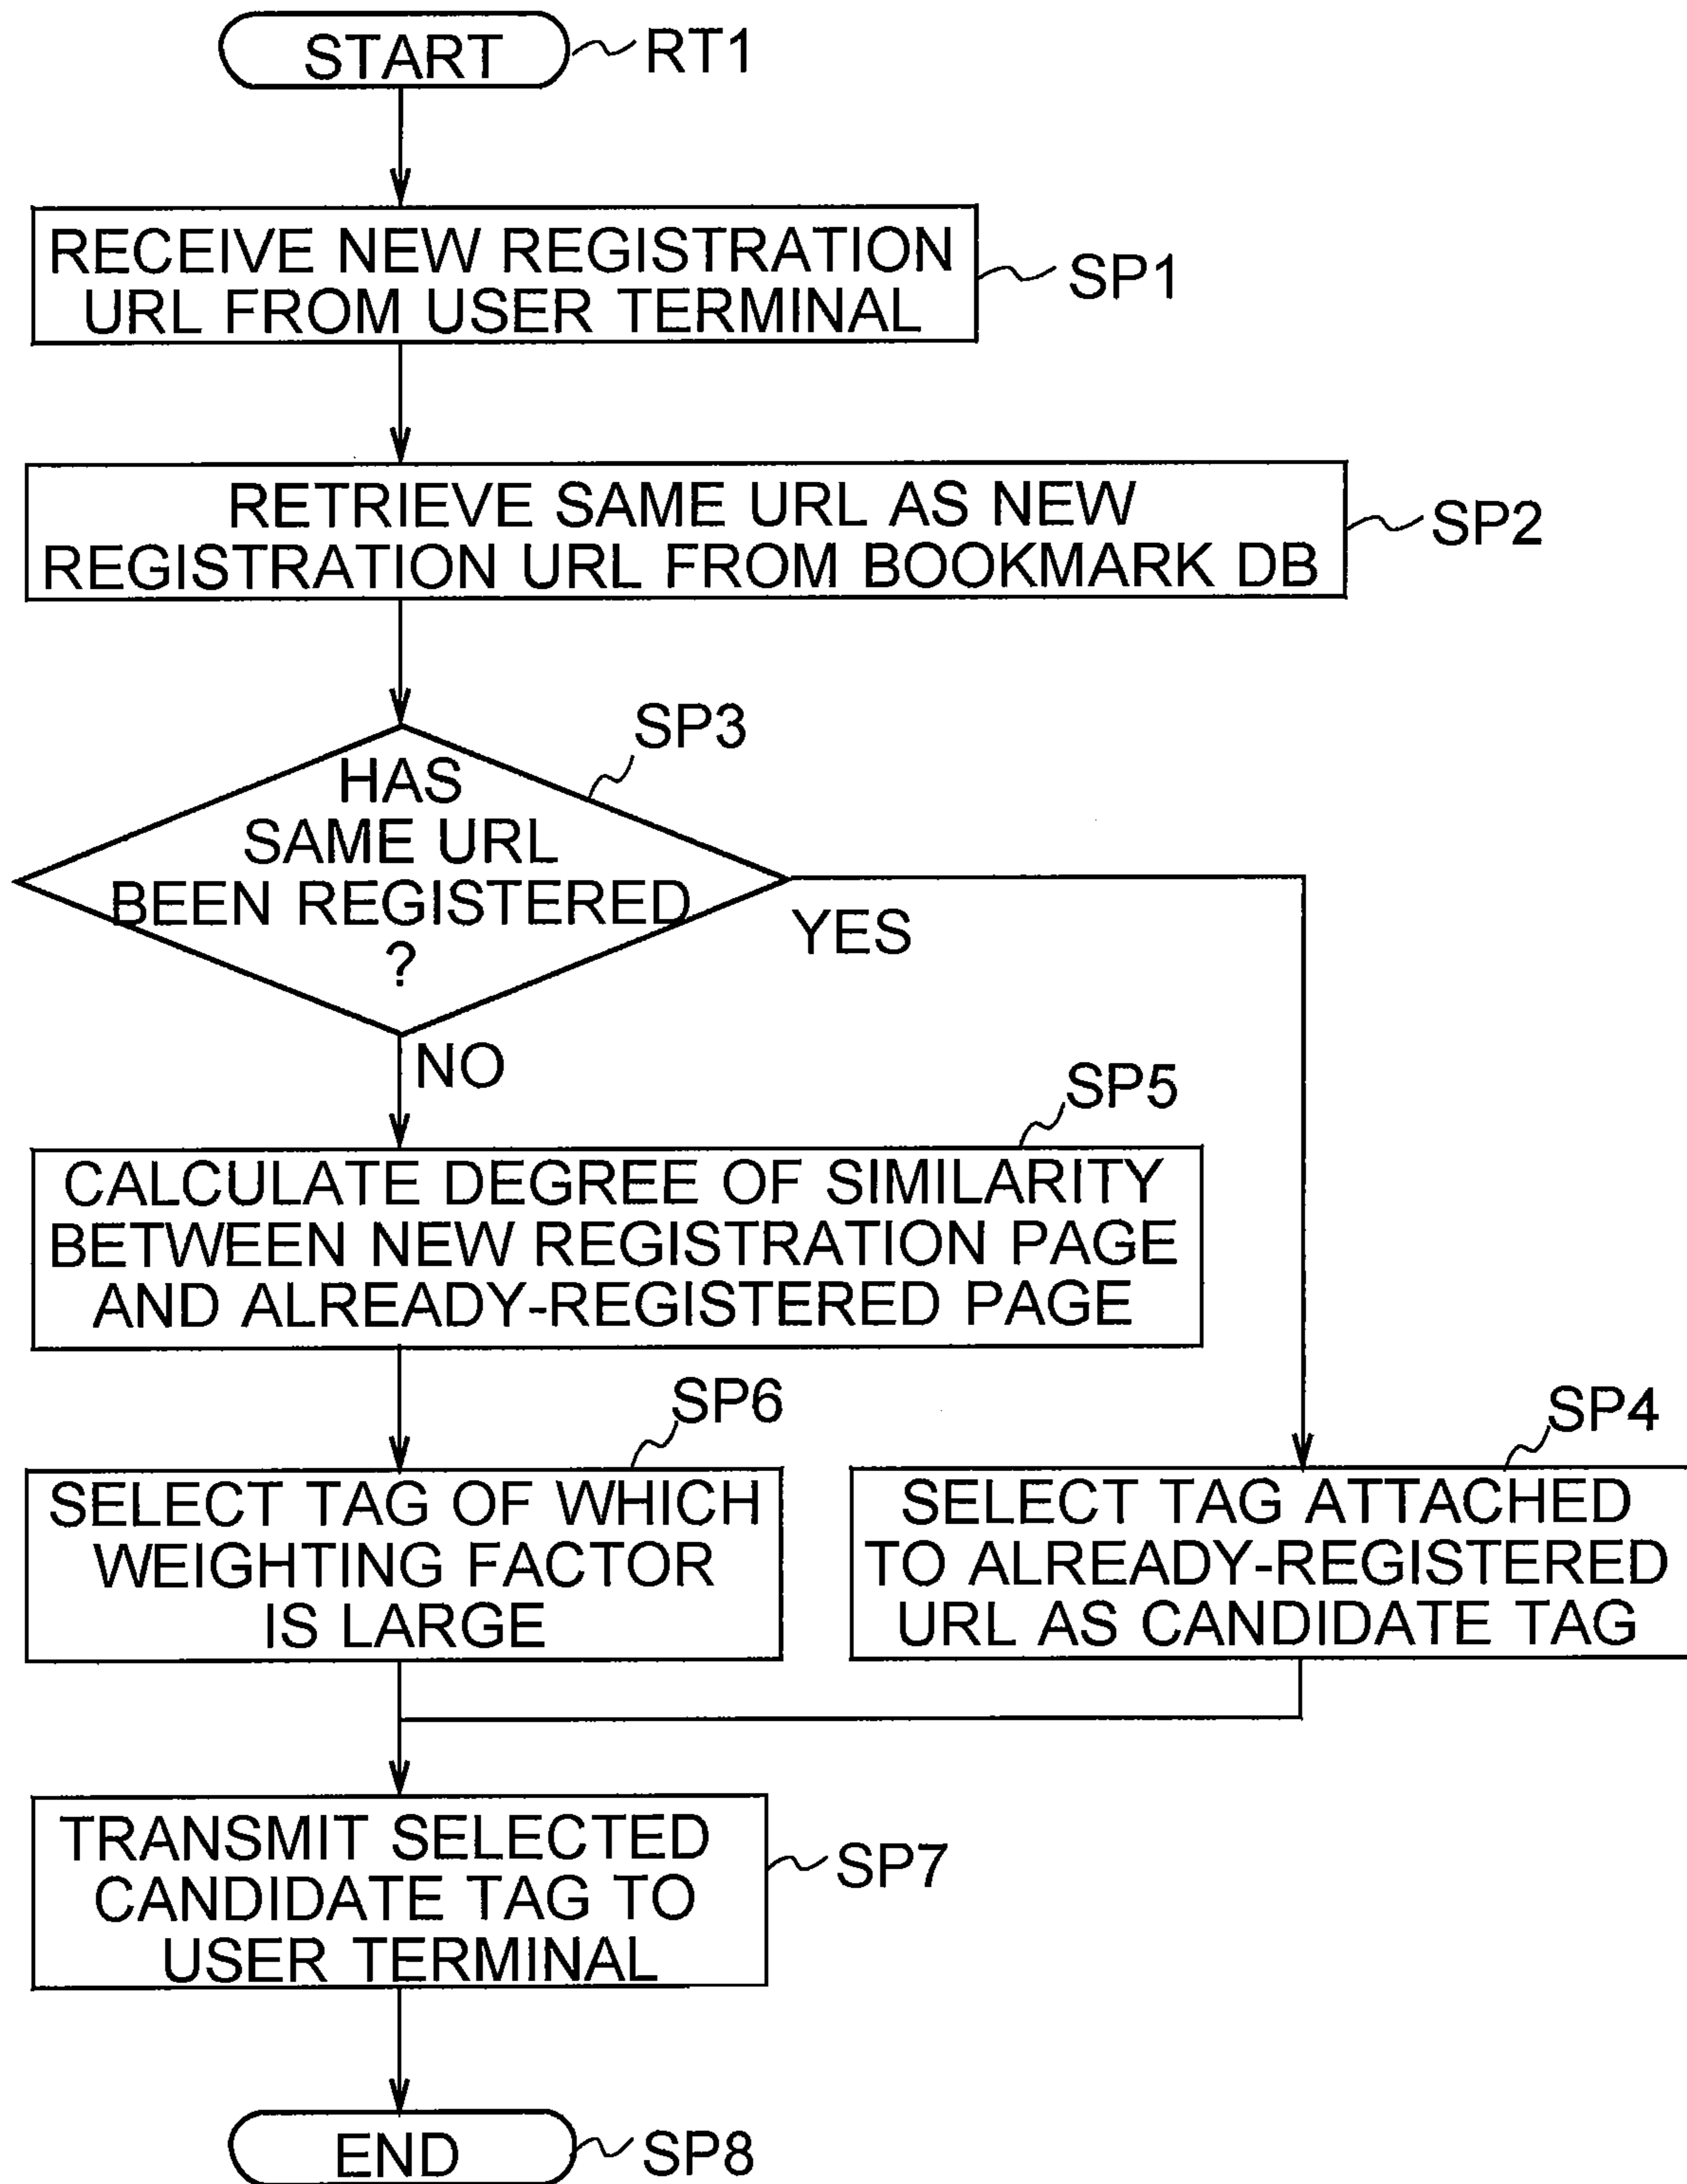 START
RT1
RECEIVE NEW REGISTRATION
URL FROM USER TERMINAL
SP1
RETRIEVE SAME URL AS NEW
REGISTRATION URL FROM BOOKMARK DB
SP2
SP3
HAS
SAME URL
BEEN REGISTERED
?
YES
NO
SP5
CALCULATE DEGREE OF SIMILARITY
BETWEEN NEW REGISTRATION PAGE
AND ALREADY-REGISTERED PAGE
SP6
SELECT TAG OF WHICH
WEIGHTING FACTOR
IS LARGE
SP4
SELECT TAG ATTACHED
TO ALREADY-REGISTERED
URL AS CANDIDATE TAG
TRANSMIT SELECTED
CANDIDATE TAG TO
USER TERMINAL
SP7
END
SP8